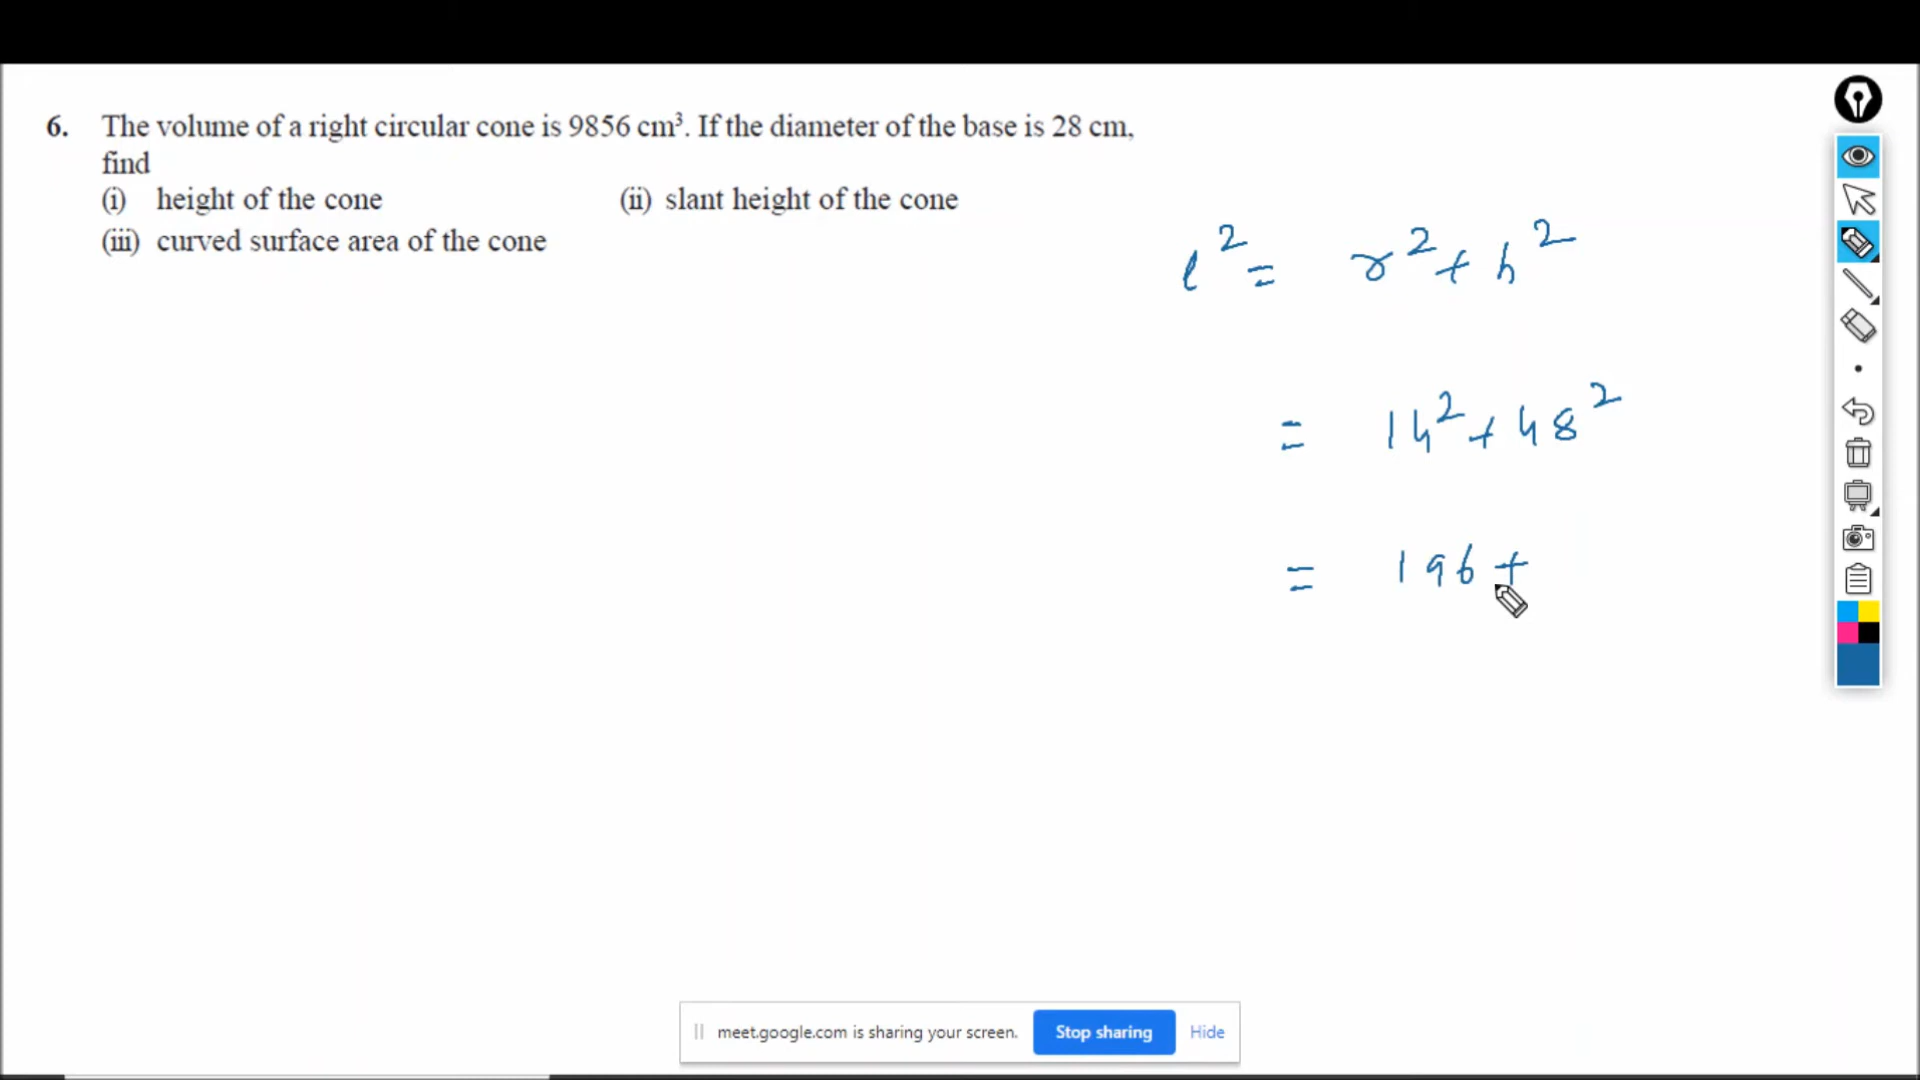 6. The volume of a right circular cone is 9856 cm³. If the diameter of the base is 28 cm,
find
(i) height of the cone (ii) slant height of the cone
(iii) curved surface area of the cone
l² = r² + h²
= 14² + 48²
= 196 +
meet.google.com is sharing your screen. Stop sharing Hide